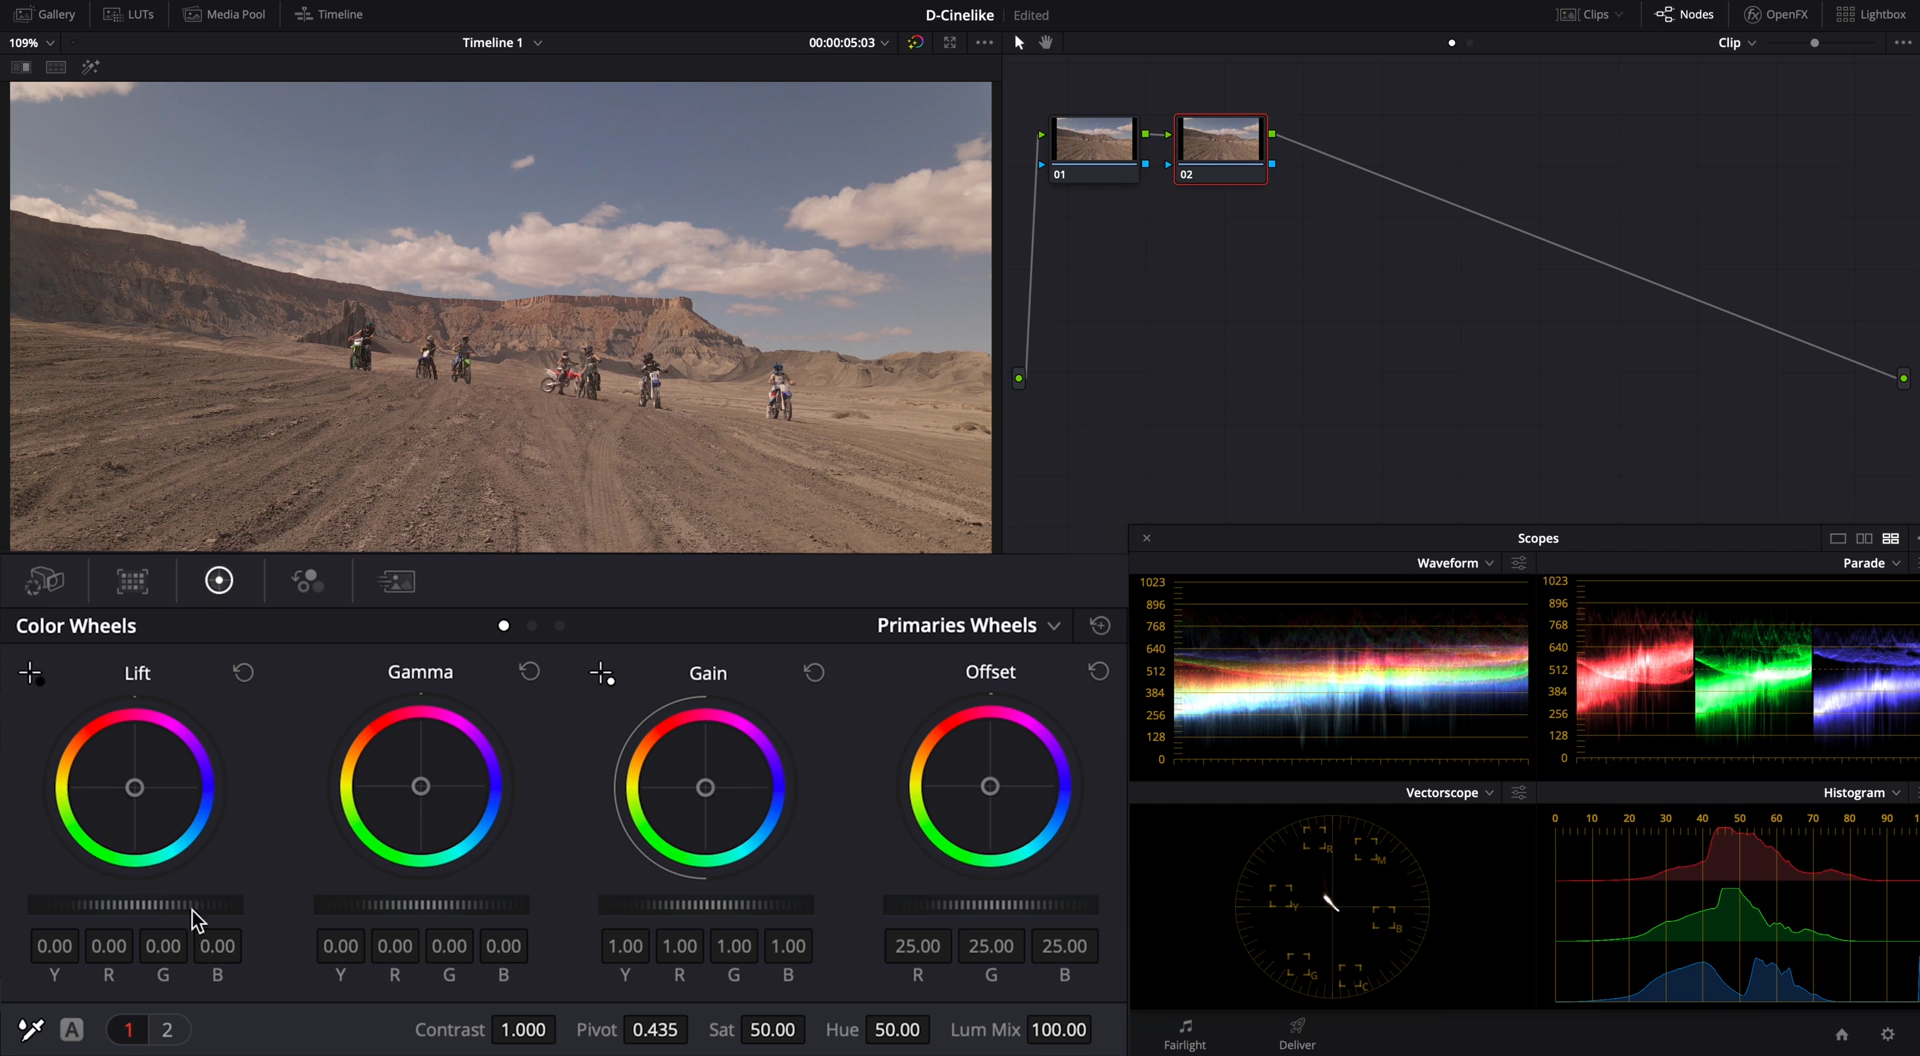 Gallery LUTs Media Pool Timeline D-Cinelike Edited Clips Nodes OpenFX Lightbox
109% Timeline 1 00:00:05:03 Clip
01 02
Scopes
Waveform Parade
1023 1023
896 896
768 768
640 640
512 512
384 384
256 256
128 128
0 0
Color Wheels Primaries Wheels
Lift Gamma Gain Offset
0.00 0.00 0.00 0.00 0.00 0.00 0.00 0.00 1.00 1.00 1.00 1.00 25.00 25.00 25.00
Y R G B Y R G B Y R G B R G B
A 1 2 Contrast 1.000 Pivot 0.435 Sat 50.00 Hue 50.00 Lum Mix 100.00
Vectorscope Histogram
R M
Y B
G C
0 10 20 30 40 50 60 70 80 90
Fairlight Deliver